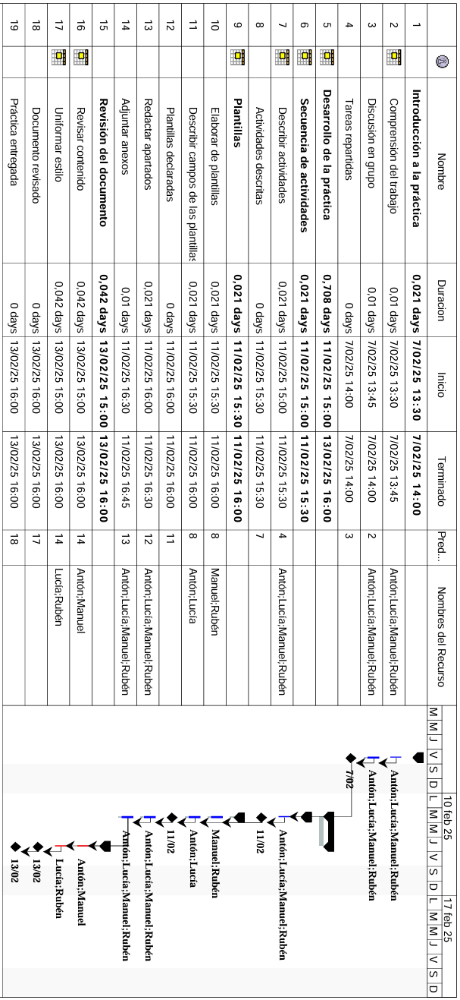 10 feb 25 17 feb 25
Nombre Duracion Inicio Terminado Pred... Nombres del Recurso M M J V S D L M M J V S D L M M J V S D
1 Introducción a la práctica 0,021 days 7/02/25 13:30 7/02/25 14:00
2 Comprensión del trabajo 0,01 days 7/02/25 13:30 7/02/25 13:45 Antón;Lucía;Manuel;Rubén Antón;Lucía;Manuel;Rubén
3 Discusión en grupo 0,01 days 7/02/25 13:45 7/02/25 14:00 2 Antón;Lucía;Manuel;Rubén Antón;Lucía;Manuel;Rubén
4 Tareas repartidas 0 days 7/02/25 14:00 7/02/25 14:00 3 7/02
5 Desarrollo de la práctica 0,708 days 11/02/25 15:00 13/02/25 16:00
6 Secuencia de actividades 0,021 days 11/02/25 15:00 11/02/25 15:30
7 Describir actividades 0,021 days 11/02/25 15:00 11/02/25 15:30 4 Antón;Lucía;Manuel;Rubén Antón;Lucía;Manuel;Rubén
8 Actividades descritas 0 days 11/02/25 15:30 11/02/25 15:30 7 11/02
9 Plantillas 0,021 days 11/02/25 15:30 11/02/25 16:00
10 Elaborar de plantillas 0,021 days 11/02/25 15:30 11/02/25 16:00 8 Manuel;Rubén Manuel;Rubén
11 Describir campos de las plantillas 0,021 days 11/02/25 15:30 11/02/25 16:00 8 Antón;Lucía Antón;Lucía
12 Plantillas declaradas 0 days 11/02/25 16:00 11/02/25 16:00 11 11/02
13 Redactar apartados 0,021 days 11/02/25 16:00 11/02/25 16:30 12 Antón;Lucía;Manuel;Rubén Antón;Lucía;Manuel;Rubén
14 Adjuntar anexos 0,01 days 11/02/25 16:30 11/02/25 16:45 13 Antón;Lucía;Manuel;Rubén Antón;Lucía;Manuel;Rubén
15 Revisión del documento 0,042 days 13/02/25 15:00 13/02/25 16:00
16 Revisar contenido 0,042 days 13/02/25 15:00 13/02/25 16:00 14 Antón;Manuel Antón;Manuel
17 Uniformar estilo 0,042 days 13/02/25 15:00 13/02/25 16:00 14 Lucía;Rubén Lucía;Rubén
18 Documento revisado 0 days 13/02/25 16:00 13/02/25 16:00 17 13/02
19 Práctica entregada 0 days 13/02/25 16:00 13/02/25 16:00 18 13/02